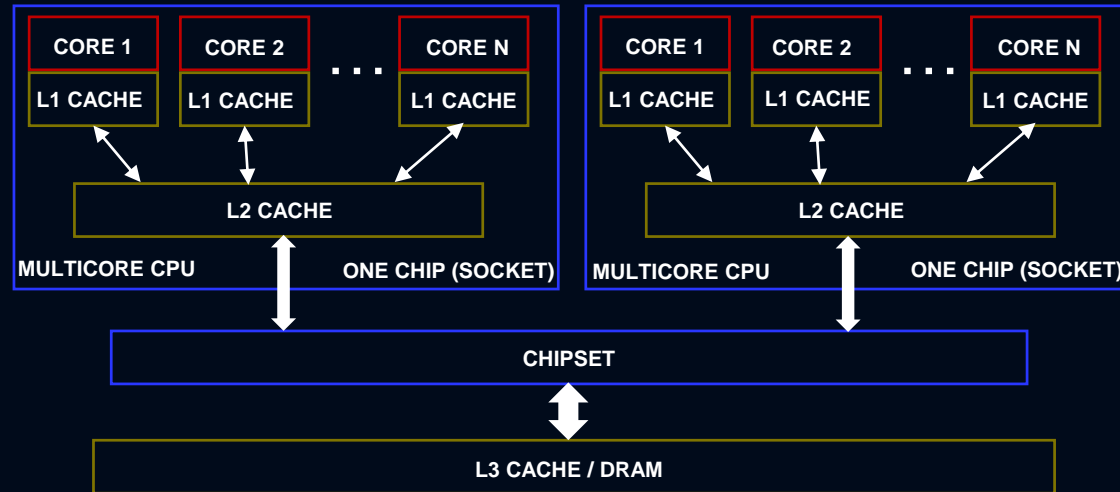 CORE 1
CORE 2
. . .
CORE N
L1 CACHE
L1 CACHE
L1 CACHE
L2 CACHE
MULTICORE CPU
ONE CHIP (SOCKET)
CORE 1
CORE 2
. . .
CORE N
L1 CACHE
L1 CACHE
L1 CACHE
L2 CACHE
MULTICORE CPU
ONE CHIP (SOCKET)
CHIPSET
L3 CACHE / DRAM